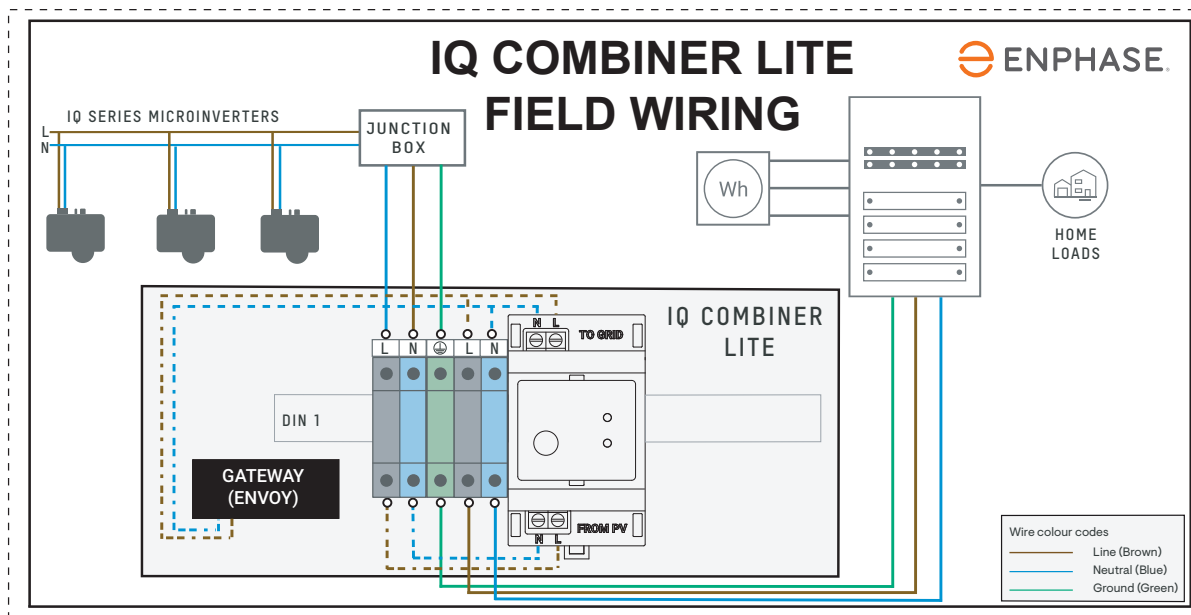 IQ COMBINER LITE
FIELD WIRING
ENPHASE.
IQ SERIES MICROINVERTERS
L
N
JUNCTION
BOX
Wh
HOME
LOADS
IQ COMBINER
LITE
N L
TO GRID
L N L N
DIN 1
GATEWAY
(ENVOY)
FROM PV
N L
Wire colour codes
Line (Brown)
Neutral (Blue)
Ground (Green)